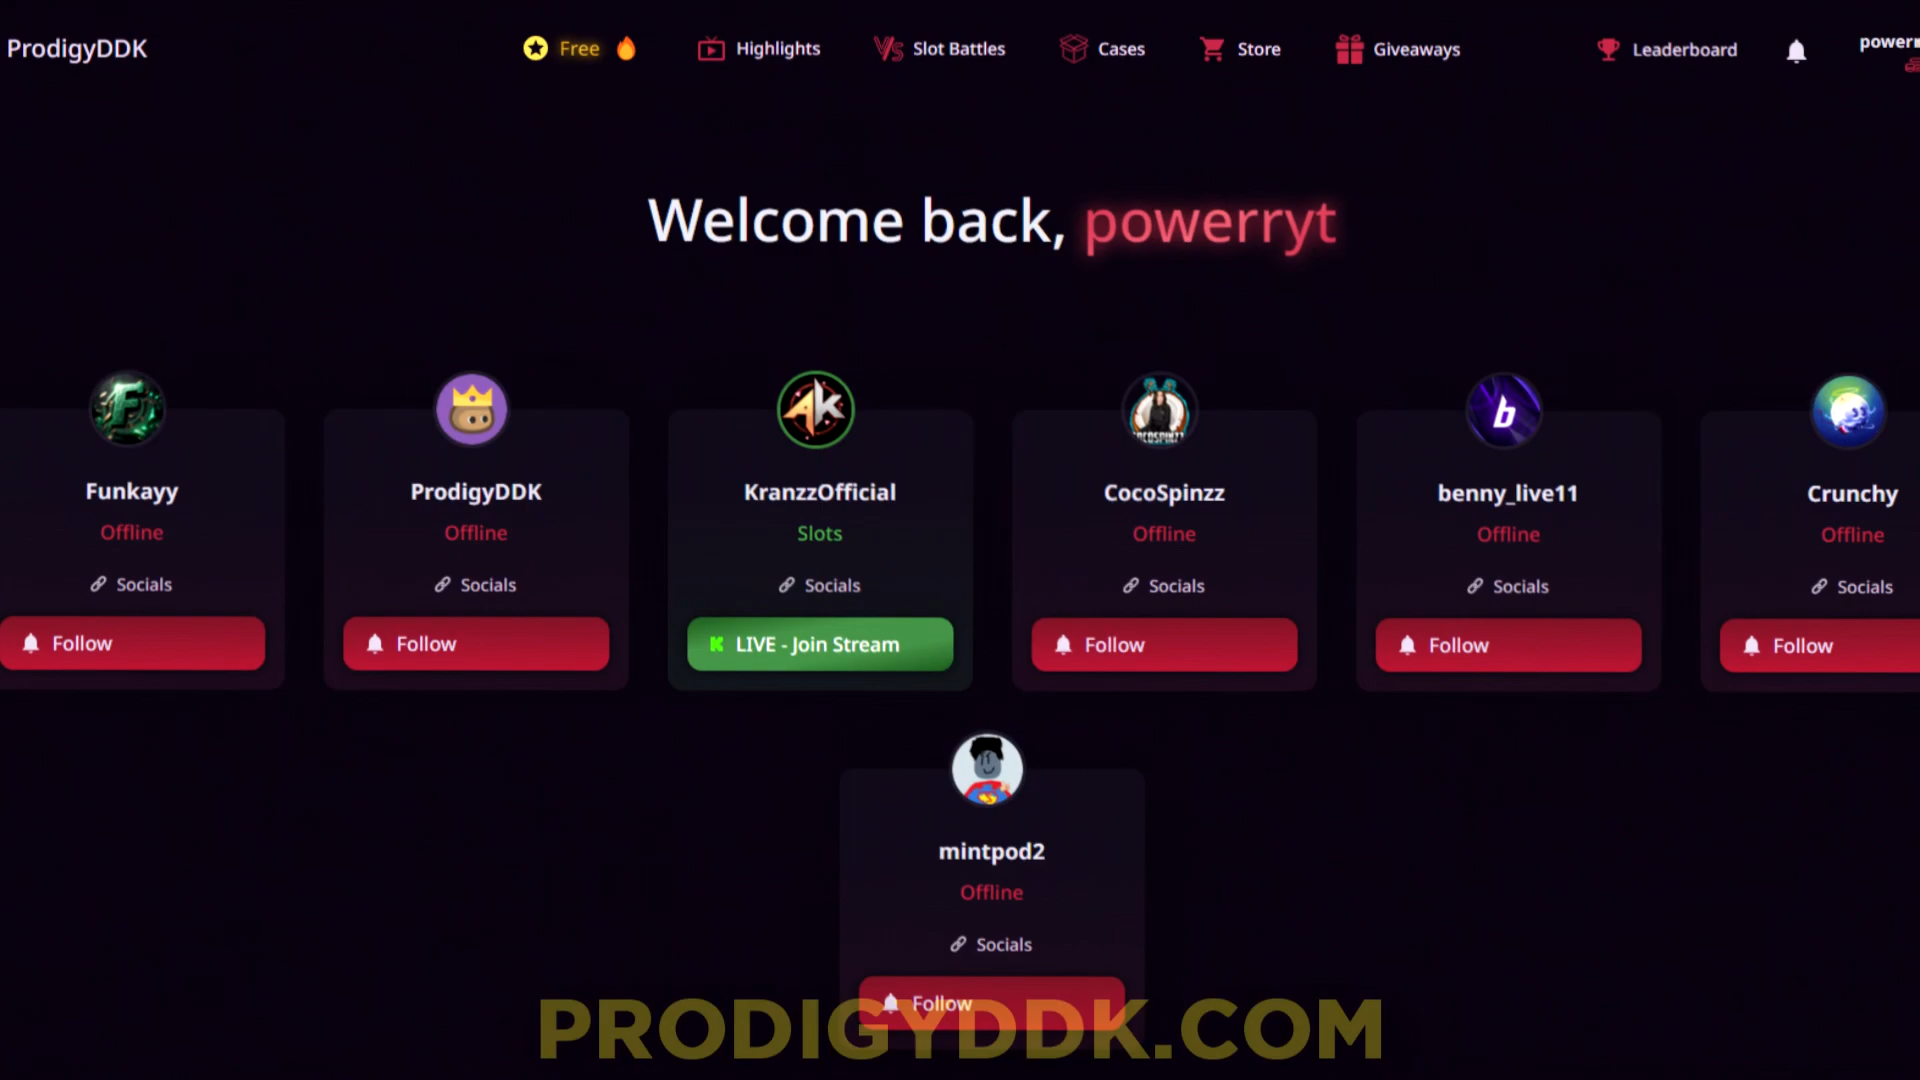 ProdigyDDK
Free
Highlights
VS Slot Battles
Cases
Store
Giveaways
Leaderboard
Welcome back, powerryt
Funkayy
Offline
Socials
Follow
ProdigyDDK
Offline
Socials
Follow
KranzzOfficial
Slots
Socials
LIVE - Join Stream
CocoSpinzz
Offline
Socials
Follow
benny_live11
Offline
Socials
Follow
Crunchy
Offline
Socials
Follow
mintpod2
Offline
Socials
Follow
PRODIGYDDK.COM